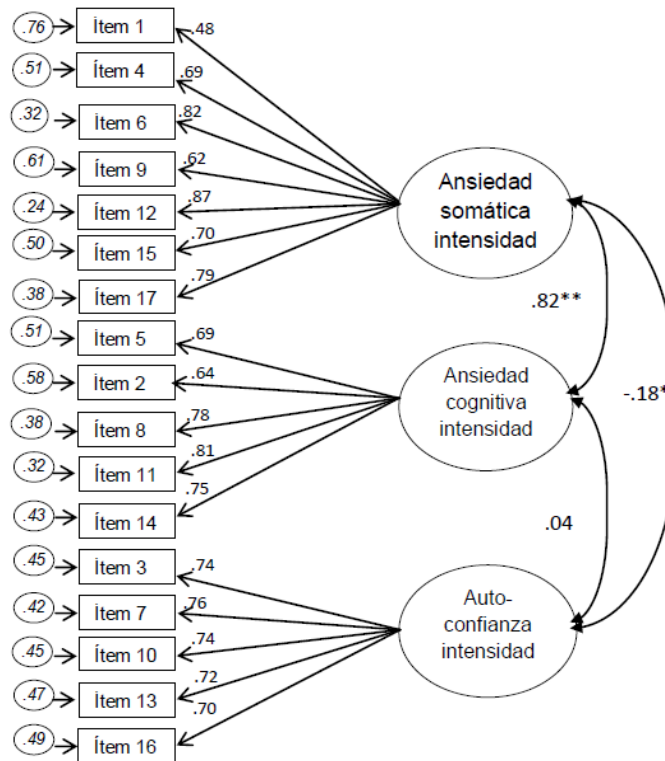 .76 Ítem 1 .48
.51 Ítem 4 .69
.32 Ítem 6 .82
.61 Ítem 9 .62
.24 Ítem 12 .87
.50 Ítem 15 .70
.38 Ítem 17 .79
.51 Ítem 5 .69
.58 Ítem 2 .64
.38 Ítem 8 .78
.32 Ítem 11 .81
.43 Ítem 14 .75
.45 Ítem 3 .74
.42 Ítem 7 .76
.45 Ítem 10 .74
.47 Ítem 13 .72
.49 Ítem 16 .70
Ansiedad
somática
intensidad
Ansiedad
cognitiva
intensidad
Auto-
confianza
intensidad
.82**
-.18*
.04